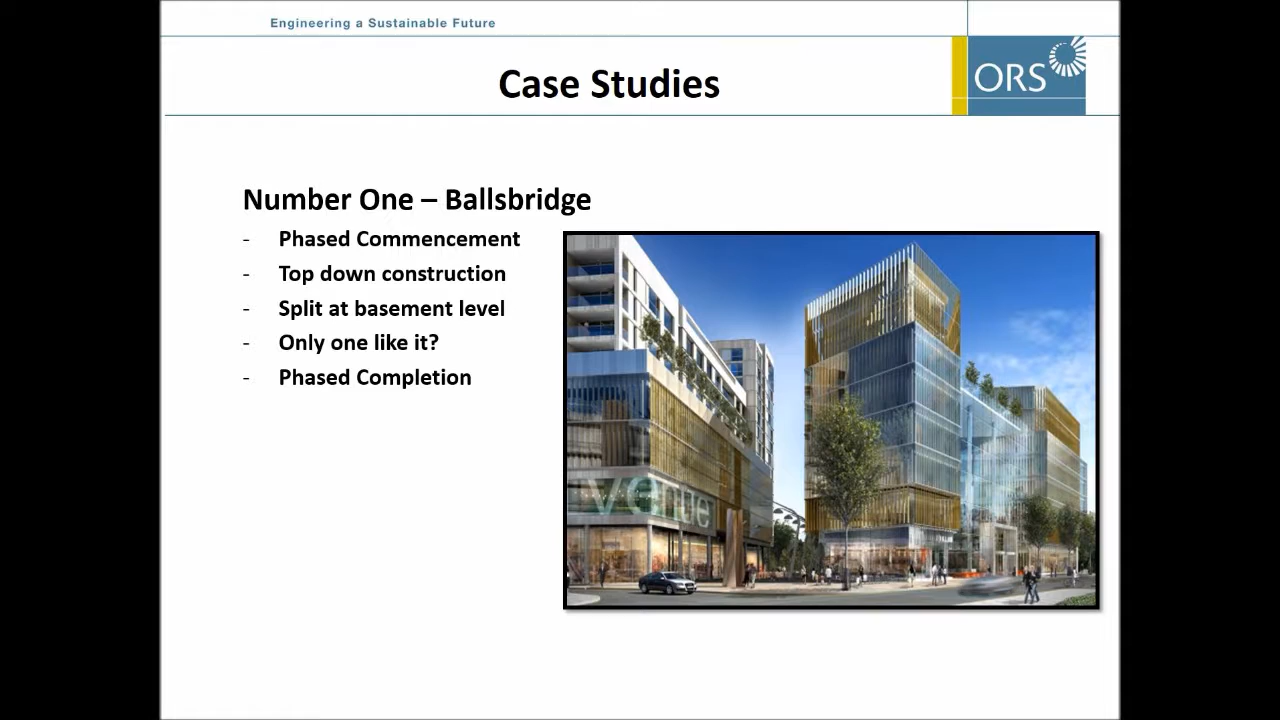 Engineering a Sustainable Future
Case Studies
ORS
Number One – Ballsbridge
- Phased Commencement
- Top down construction
- Split at basement level
- Only one like it?
- Phased Completion
venue